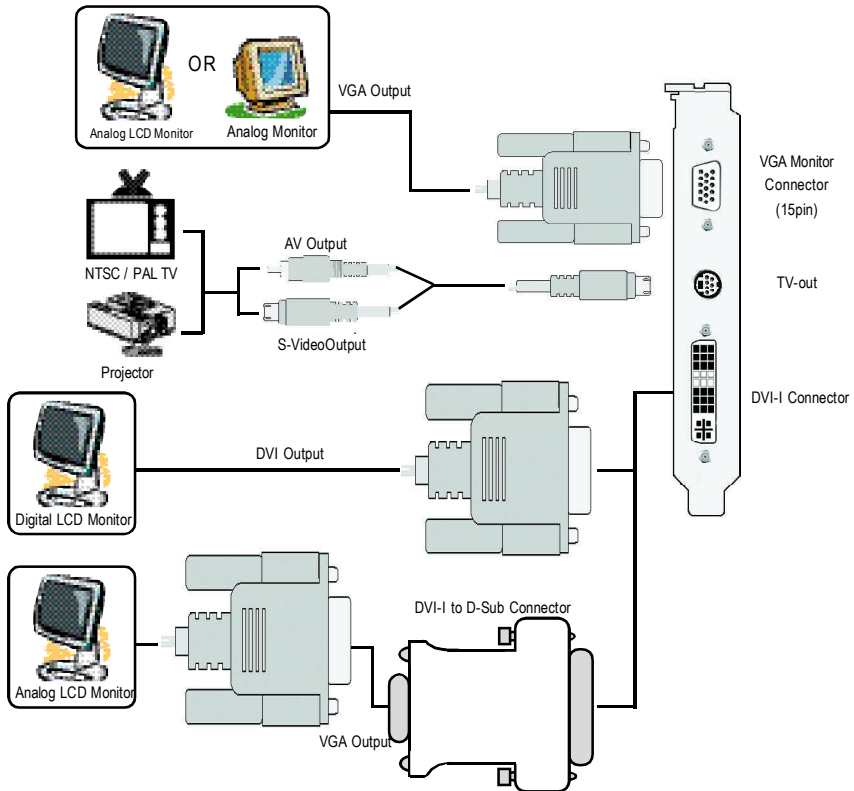 OR
Analog LCD Monitor
Analog Monitor
VGA Output
VGA Monitor
Connector
(15pin)
NTSC / PAL TV
AV Output
TV-out
S-VideoOutput
Projector
DVI-I Connector
DVI Output
Digital LCD Monitor
DVI-I to D-Sub Connector
Analog LCD Monitor
VGA Output